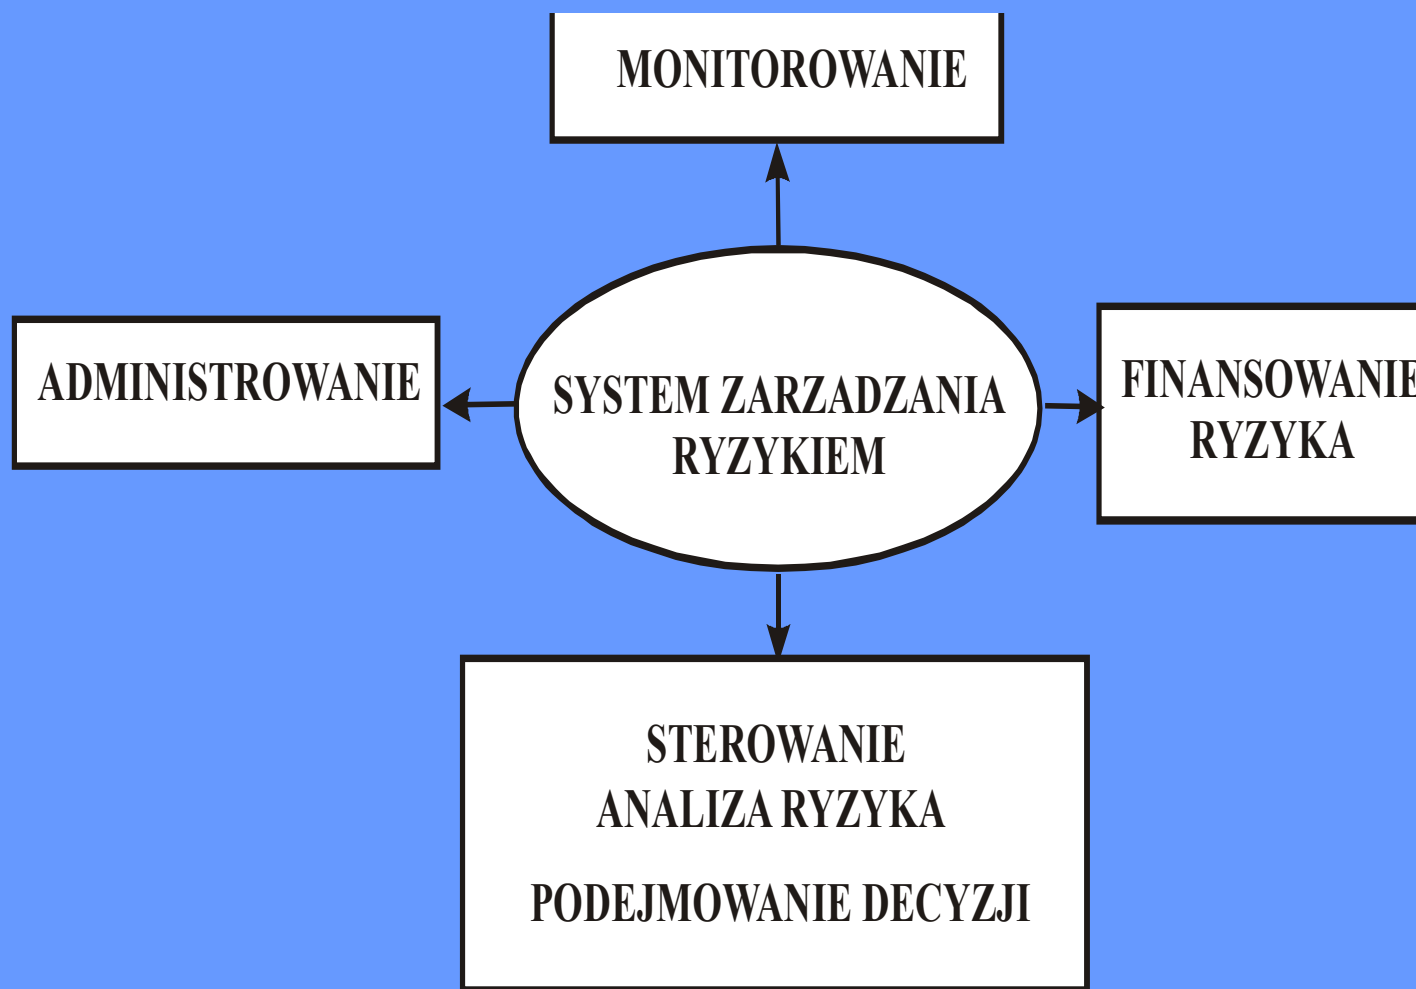 MONITOROWANIE
ADMINISTROWANIE
SYSTEM ZARZADZANIA
RYZYKIEM
FINANSOWANIE
RYZYKA
STEROWANIE
ANALIZA RYZYKA
PODEJMOWANIE DECYZJI